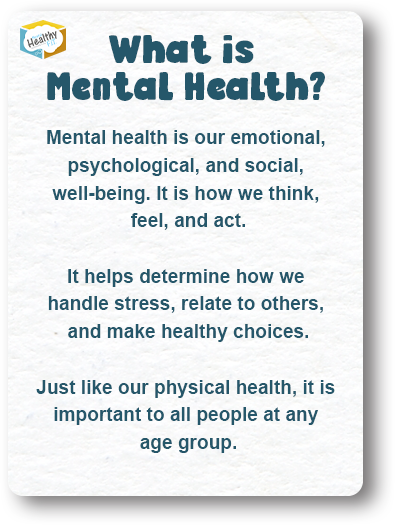 Healthy
What is
Mental Health?
Mental health is our emotional,
psychological, and social,
well-being. It is how we think,
feel, and act.
It helps determine how we
handle stress, relate to others,
and make healthy choices.
Just like our physical health, it is
important to all people at any
age group.